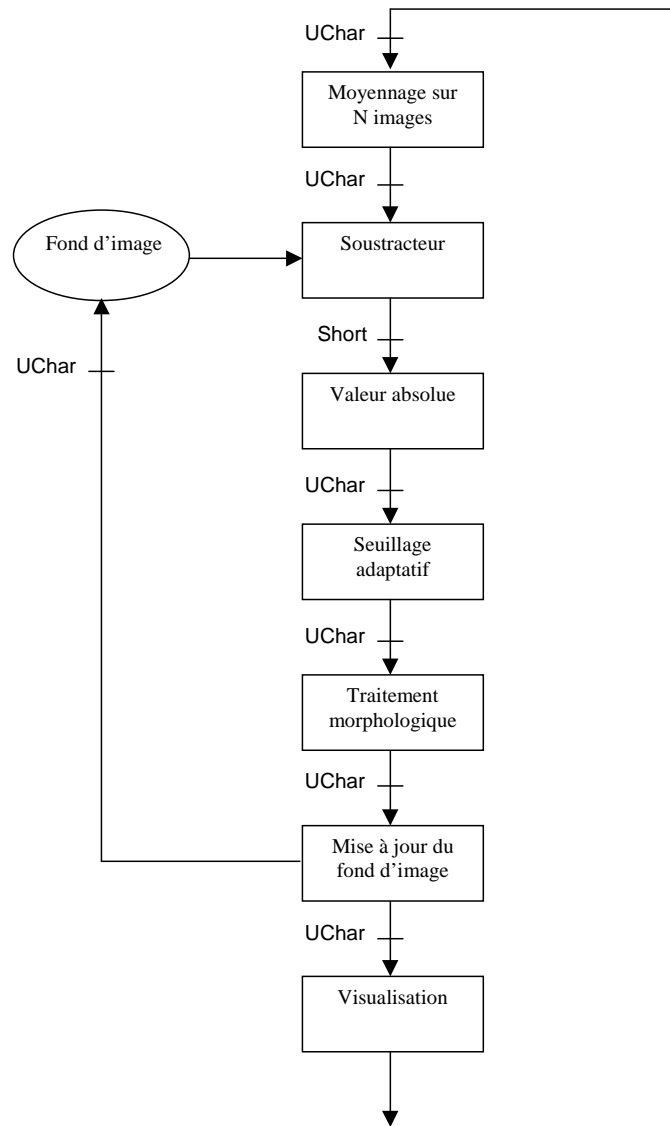 UChar
Moyennage sur
N images
UChar
Fond d’image
Soustracteur
Short
UChar
Valeur absolue
UChar
Seuillage
adaptatif
UChar
Traitement
morphologique
UChar
Mise à jour du
fond d’image
UChar
Visualisation